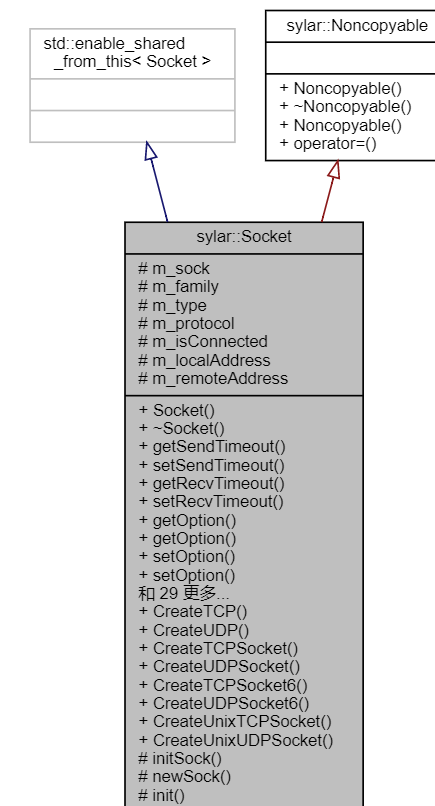 std::enable_shared
_from_this< Socket >
sylar::Noncopyable
+ Noncopyable()
+ ~Noncopyable()
+ Noncopyable()
+ operator=()
sylar::Socket
# m_sock
# m_family
# m_type
# m_protocol
# m_isConnected
# m_localAddress
# m_remoteAddress
+ Socket()
+ ~Socket()
+ getSendTimeout()
+ setSendTimeout()
+ getRecvTimeout()
+ setRecvTimeout()
+ getOption()
+ getOption()
+ setOption()
+ setOption()
和 29 更多...
+ CreateTCP()
+ CreateUDP()
+ CreateTCPSocket()
+ CreateUDPSocket()
+ CreateTCPSocket6()
+ CreateUDPSocket6()
+ CreateUnixTCPSocket()
+ CreateUnixUDPSocket()
# initSock()
# newSock()
# init()